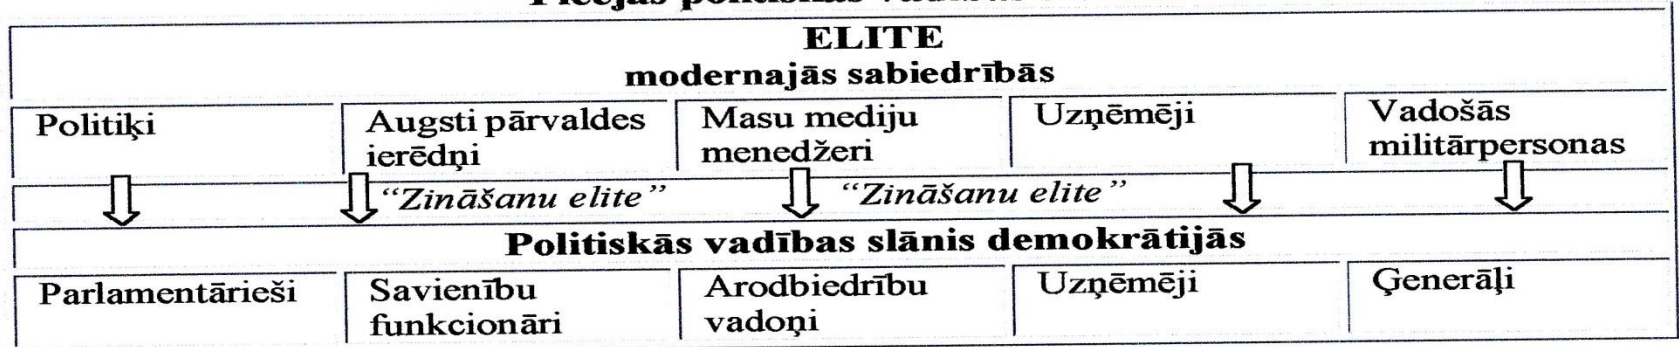 ELITE
modernajās sabiedrībās
Politiķi
Augsti pārvaldes
ierēdņi
Masu mediju
menedžeri
Uzņēmēji
Vadošās
militārpersonas
“Zināšanu elite” “Zināšanu elite”
Politiskās vadības slānis demokrātijās
Parlamentārieši
Savienību
funkcionāri
Arodbiedrību
vadoņi
Uzņēmēji
Ģenerāļi